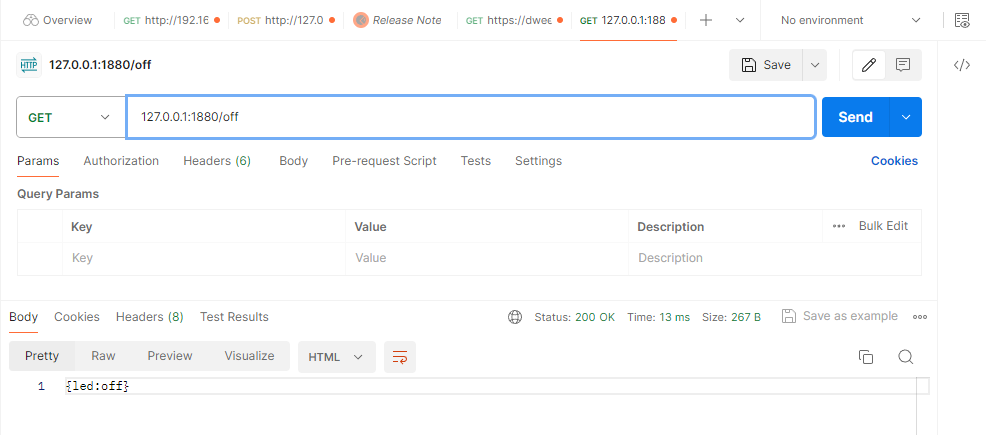 Overview GET http://192.16 POST http://127.0 Release Note GET https://dwee GET 127.0.0.1:188 No environment
HTTP 127.0.0.1:1880/off Save
GET 127.0.0.1:1880/off Send
Params Authorization Headers (6) Body Pre-request Script Tests Settings Cookies
Query Params
Key Value Description Bulk Edit
Key Value Description
Body Cookies Headers (8) Test Results Status: 200 OK Time: 13 ms Size: 267 B Save as example
Pretty Raw Preview Visualize HTML
1 {led:off}